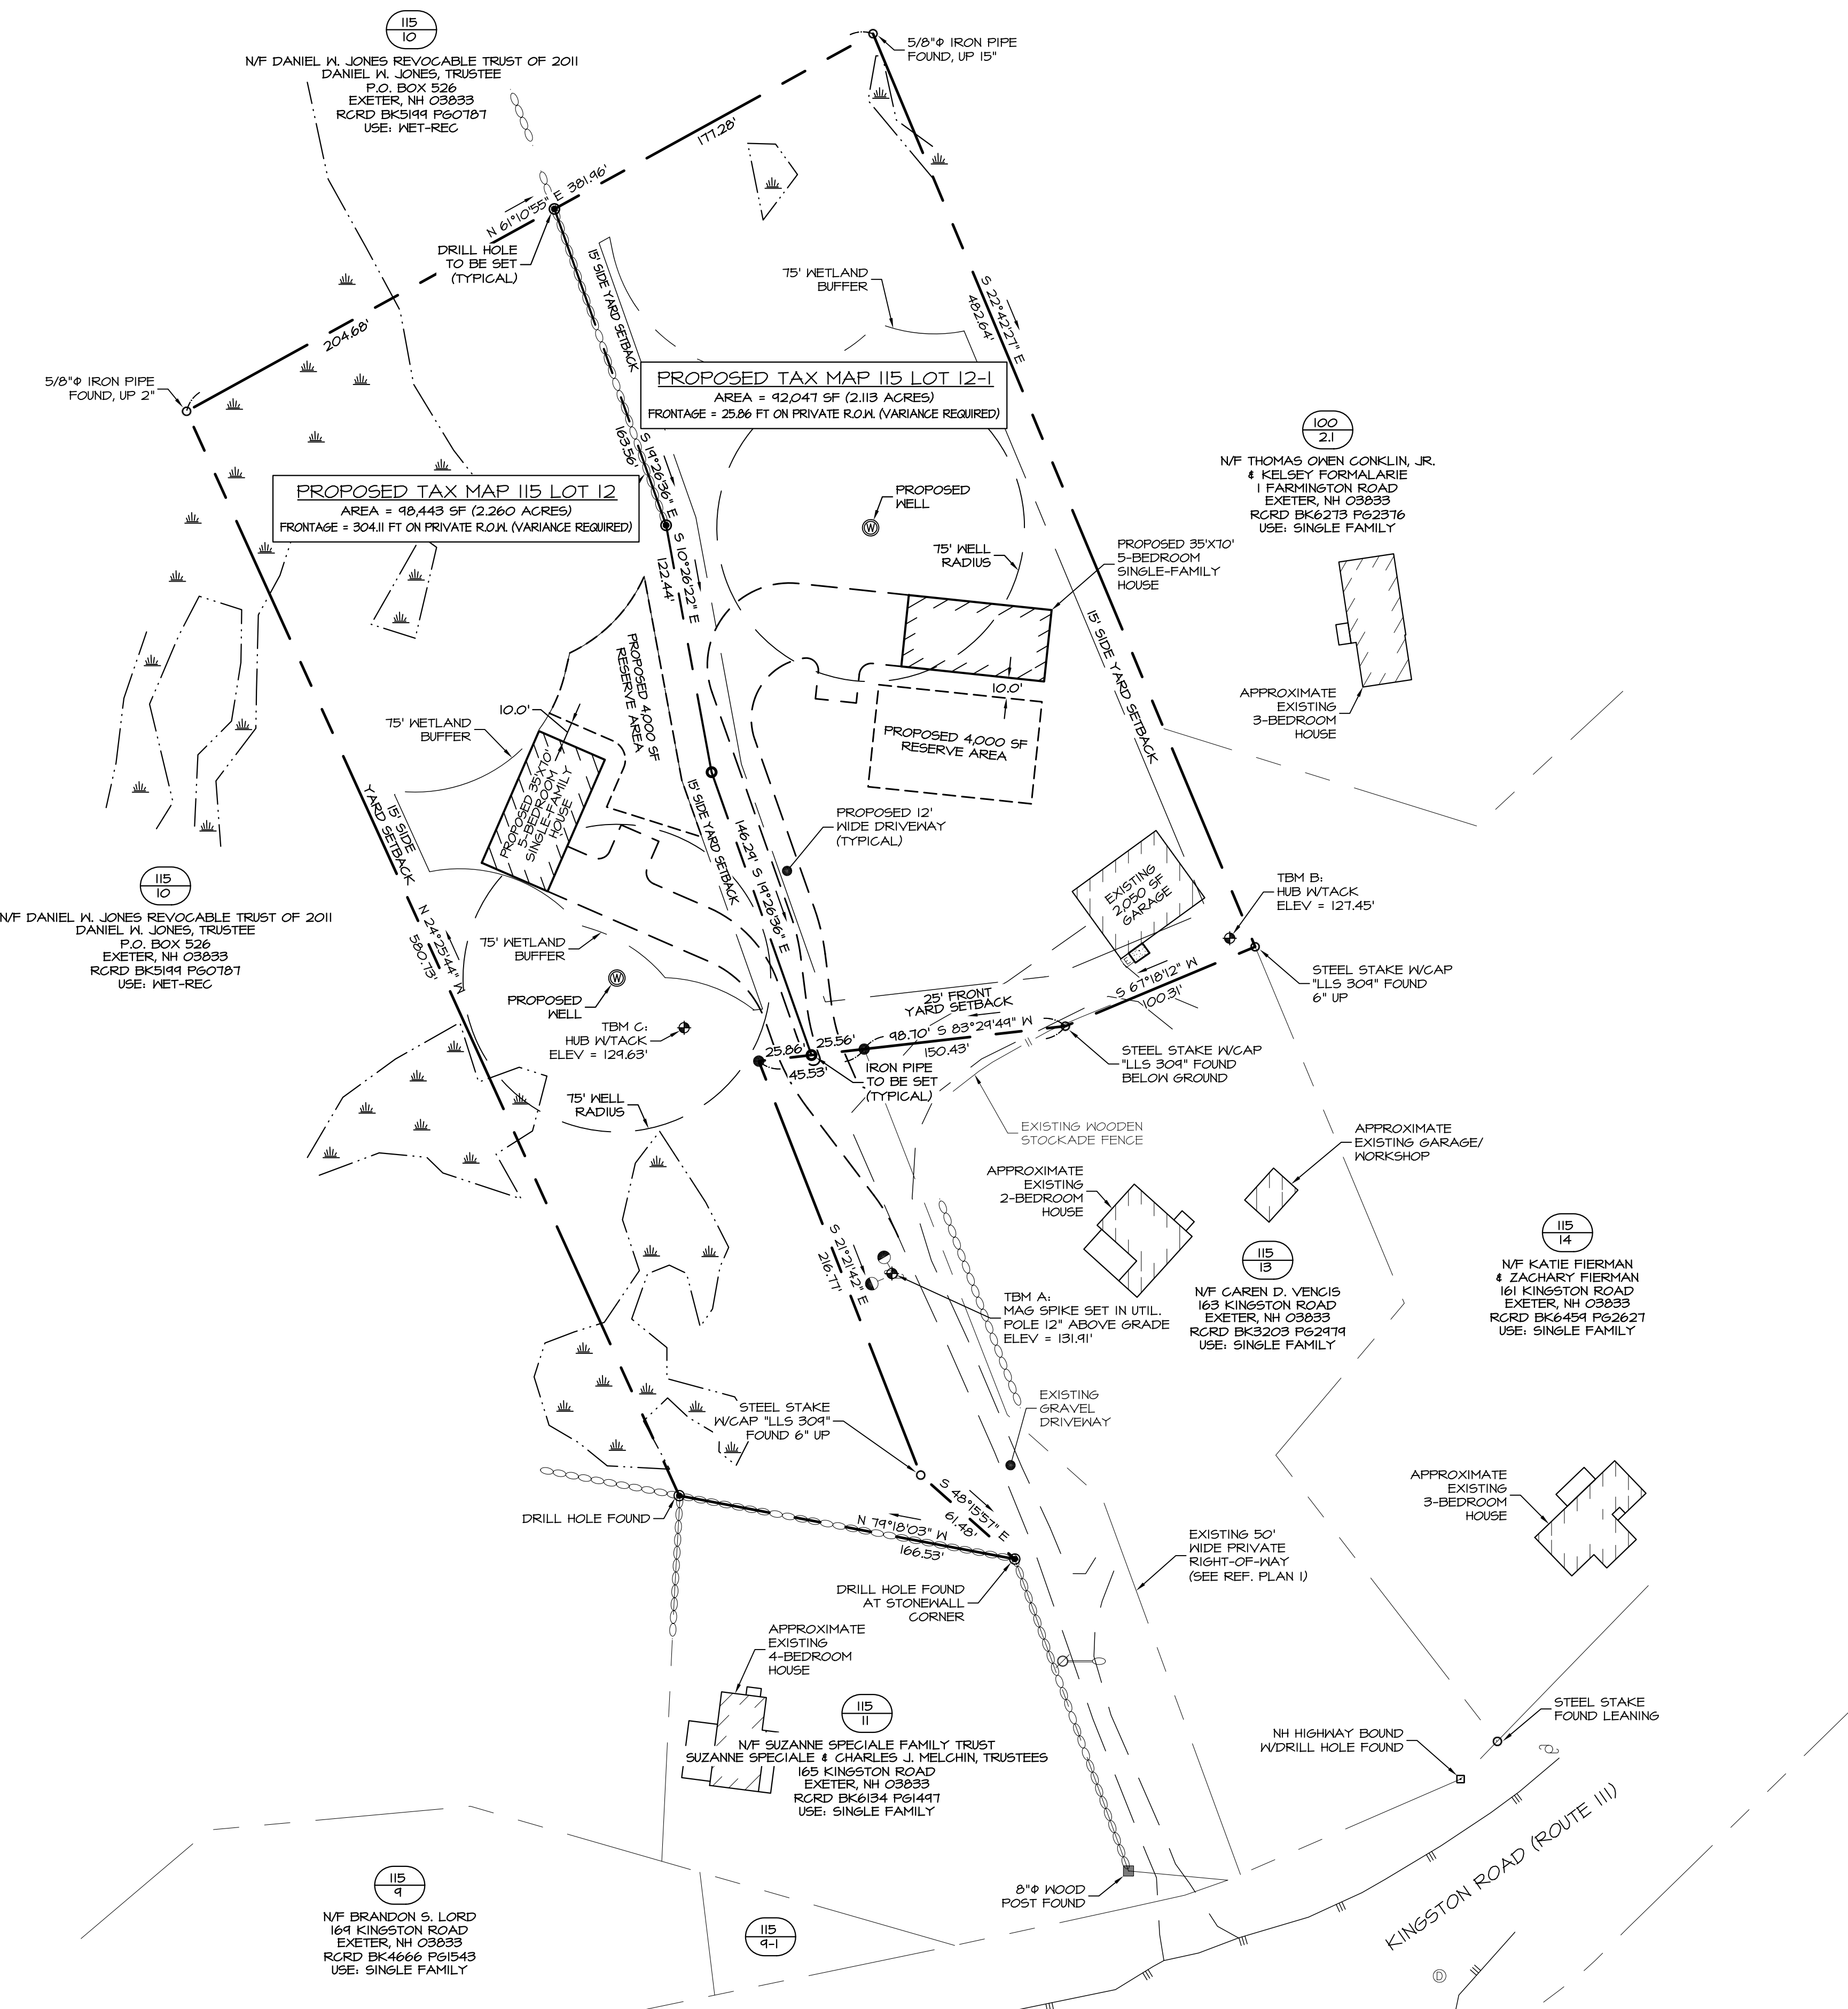 115
10
N/F DANIEL W. JONES REVOCABLE TRUST OF 2011
DANIEL W. JONES, TRUSTEE
P.O. BOX 526
EXETER, NH 03833
RCRD BK5199 PG0787
USE: WET-REC
5/8"Φ IRON PIPE
FOUND, UP 15"
177.28'
N 61°10'55" E 381.96'
DRILL HOLE
TO BE SET
(TYPICAL)
204.68'
5/8"Φ IRON PIPE
FOUND, UP 2"
15' SIDE YARD SETBACK
75' WETLAND
BUFFER
S 22°42'27" E
482.64'
PROPOSED TAX MAP 115 LOT 12-1
AREA = 92,047 SF (2.113 ACRES)
FRONTAGE = 25.86 FT ON PRIVATE R.O.W. (VARIANCE REQUIRED)
S 19°26'36" E
163.56'
PROPOSED TAX MAP 115 LOT 12
AREA = 98,443 SF (2.260 ACRES)
FRONTAGE = 304.11 FT ON PRIVATE R.O.W. (VARIANCE REQUIRED)
100
2.1
N/F THOMAS OWEN CONKLIN, JR.
& KELSEY FORMALARIE
1 FARMINGTON ROAD
EXETER, NH 03833
RCRD BK6273 PG2376
USE: SINGLE FAMILY
PROPOSED
WELL
75' WELL
RADIUS
PROPOSED 35'X70'
5-BEDROOM
SINGLE-FAMILY
HOUSE
S 10°26'22" E
122.44'
PROPOSED 4,000 SF
RESERVE AREA
15' SIDE YARD SETBACK
10.0'
PROPOSED 4,000 SF
RESERVE AREA
APPROXIMATE
EXISTING
3-BEDROOM
HOUSE
10.0'
75' WETLAND
BUFFER
PROPOSED 35'X70'
5-BEDROOM
SINGLE-FAMILY
HOUSE
15' SIDE YARD SETBACK
146.29' S 19°26'36" E
PROPOSED 12'
WIDE DRIVEWAY
(TYPICAL)
15' SIDE
YARD SETBACK
EXISTING
2,050 SF
GARAGE
TBM B:
HUB W/TACK
ELEV = 127.45'
115
10
N/F DANIEL W. JONES REVOCABLE TRUST OF 2011
DANIEL W. JONES, TRUSTEE
P.O. BOX 526
EXETER, NH 03833
RCRD BK5199 PG0787
USE: WET-REC
N 24°25'44" W
580.73'
75' WETLAND
BUFFER
PROPOSED
WELL
TBM C:
HUB W/TACK
ELEV = 129.63'
25' FRONT
YARD SETBACK
S 67°18'12" W
100.31'
STEEL STAKE W/CAP
"LLS 309" FOUND
6" UP
25.86'
25.56'
98.70' S 83°29'49" W
45.53'
150.43'
IRON PIPE
TO BE SET
(TYPICAL)
STEEL STAKE W/CAP
"LLS 309" FOUND
BELOW GROUND
75' WELL
RADIUS
EXISTING WOODEN
STOCKADE FENCE
APPROXIMATE
EXISTING GARAGE/
WORKSHOP
APPROXIMATE
EXISTING
2-BEDROOM
HOUSE
S 21°21'42" E
216.77'
115
13
N/F CAREN D. VENCIS
163 KINGSTON ROAD
EXETER, NH 03833
RCRD BK3203 PG2979
USE: SINGLE FAMILY
115
14
N/F KATIE FIERMAN
& ZACHARY FIERMAN
161 KINGSTON ROAD
EXETER, NH 03833
RCRD BK6459 PG2627
USE: SINGLE FAMILY
TBM A:
MAG SPIKE SET IN UTIL.
POLE 12" ABOVE GRADE
ELEV = 131.91'
STEEL STAKE
W/CAP "LLS 309"
FOUND 6" UP
EXISTING
GRAVEL
DRIVEWAY
S 48°15'57" E
61.48'
DRILL HOLE FOUND
N 79°18'03" W
166.53'
APPROXIMATE
EXISTING
3-BEDROOM
HOUSE
EXISTING 50'
WIDE PRIVATE
RIGHT-OF-WAY
(SEE REF. PLAN 1)
DRILL HOLE FOUND
AT STONEWALL
CORNER
APPROXIMATE
EXISTING
4-BEDROOM
HOUSE
115
11
N/F SUZANNE SPECIALE FAMILY TRUST
SUZANNE SPECIALE & CHARLES J. MELCHIN, TRUSTEES
165 KINGSTON ROAD
EXETER, NH 03833
RCRD BK6134 PG1497
USE: SINGLE FAMILY
STEEL STAKE
FOUND LEANING
NH HIGHWAY BOUND
W/DRILL HOLE FOUND
KINGSTON ROAD (ROUTE 111)
8"Φ WOOD
POST FOUND
115
9
N/F BRANDON S. LORD
169 KINGSTON ROAD
EXETER, NH 03833
RCRD BK4666 PG1543
USE: SINGLE FAMILY
115
9-1
W
W
D